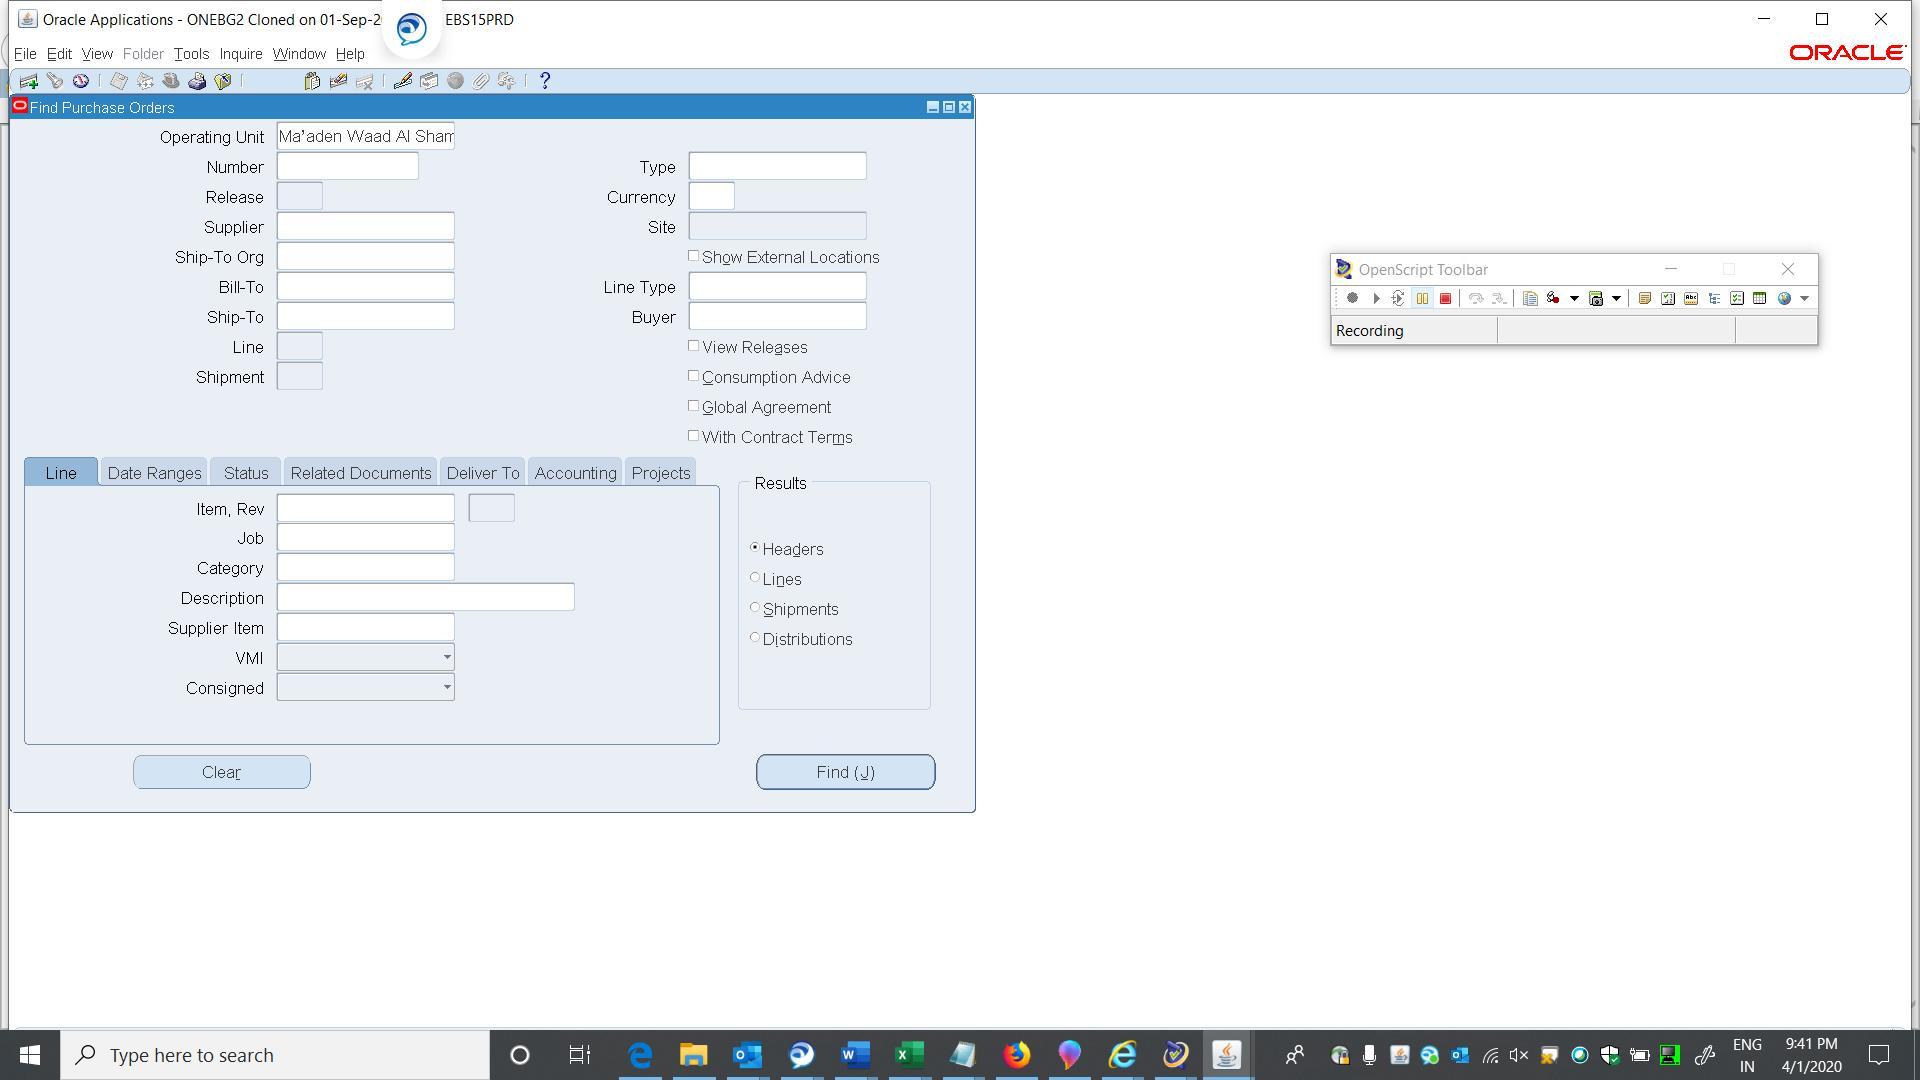 Oracle Applications - ONEBG2 Cloned on 01-Sep-2
EBS15PRD
File Edit View Folder Tools Inquire Window Help
ORACLE
Find Purchase Orders
Operating Unit Ma'aden Waad Al Sham
Number
Type
Release
Currency
Supplier
Site
Ship-To Org
Show External Locations
Bill-To
Line Type
Ship-To
Buyer
Line
View Releases
Shipment
Consumption Advice
Global Agreement
With Contract Terms
Line Date Ranges Status Related Documents Deliver To Accounting Projects
Item, Rev
Job
Category
Description
Supplier Item
VMI
Consigned
Results
Headers
Lines
Shipments
Distributions
Clear
Find (J)
OpenScript Toolbar
Recording
Type here to search
ENG
IN
9:41 PM
4/1/2020